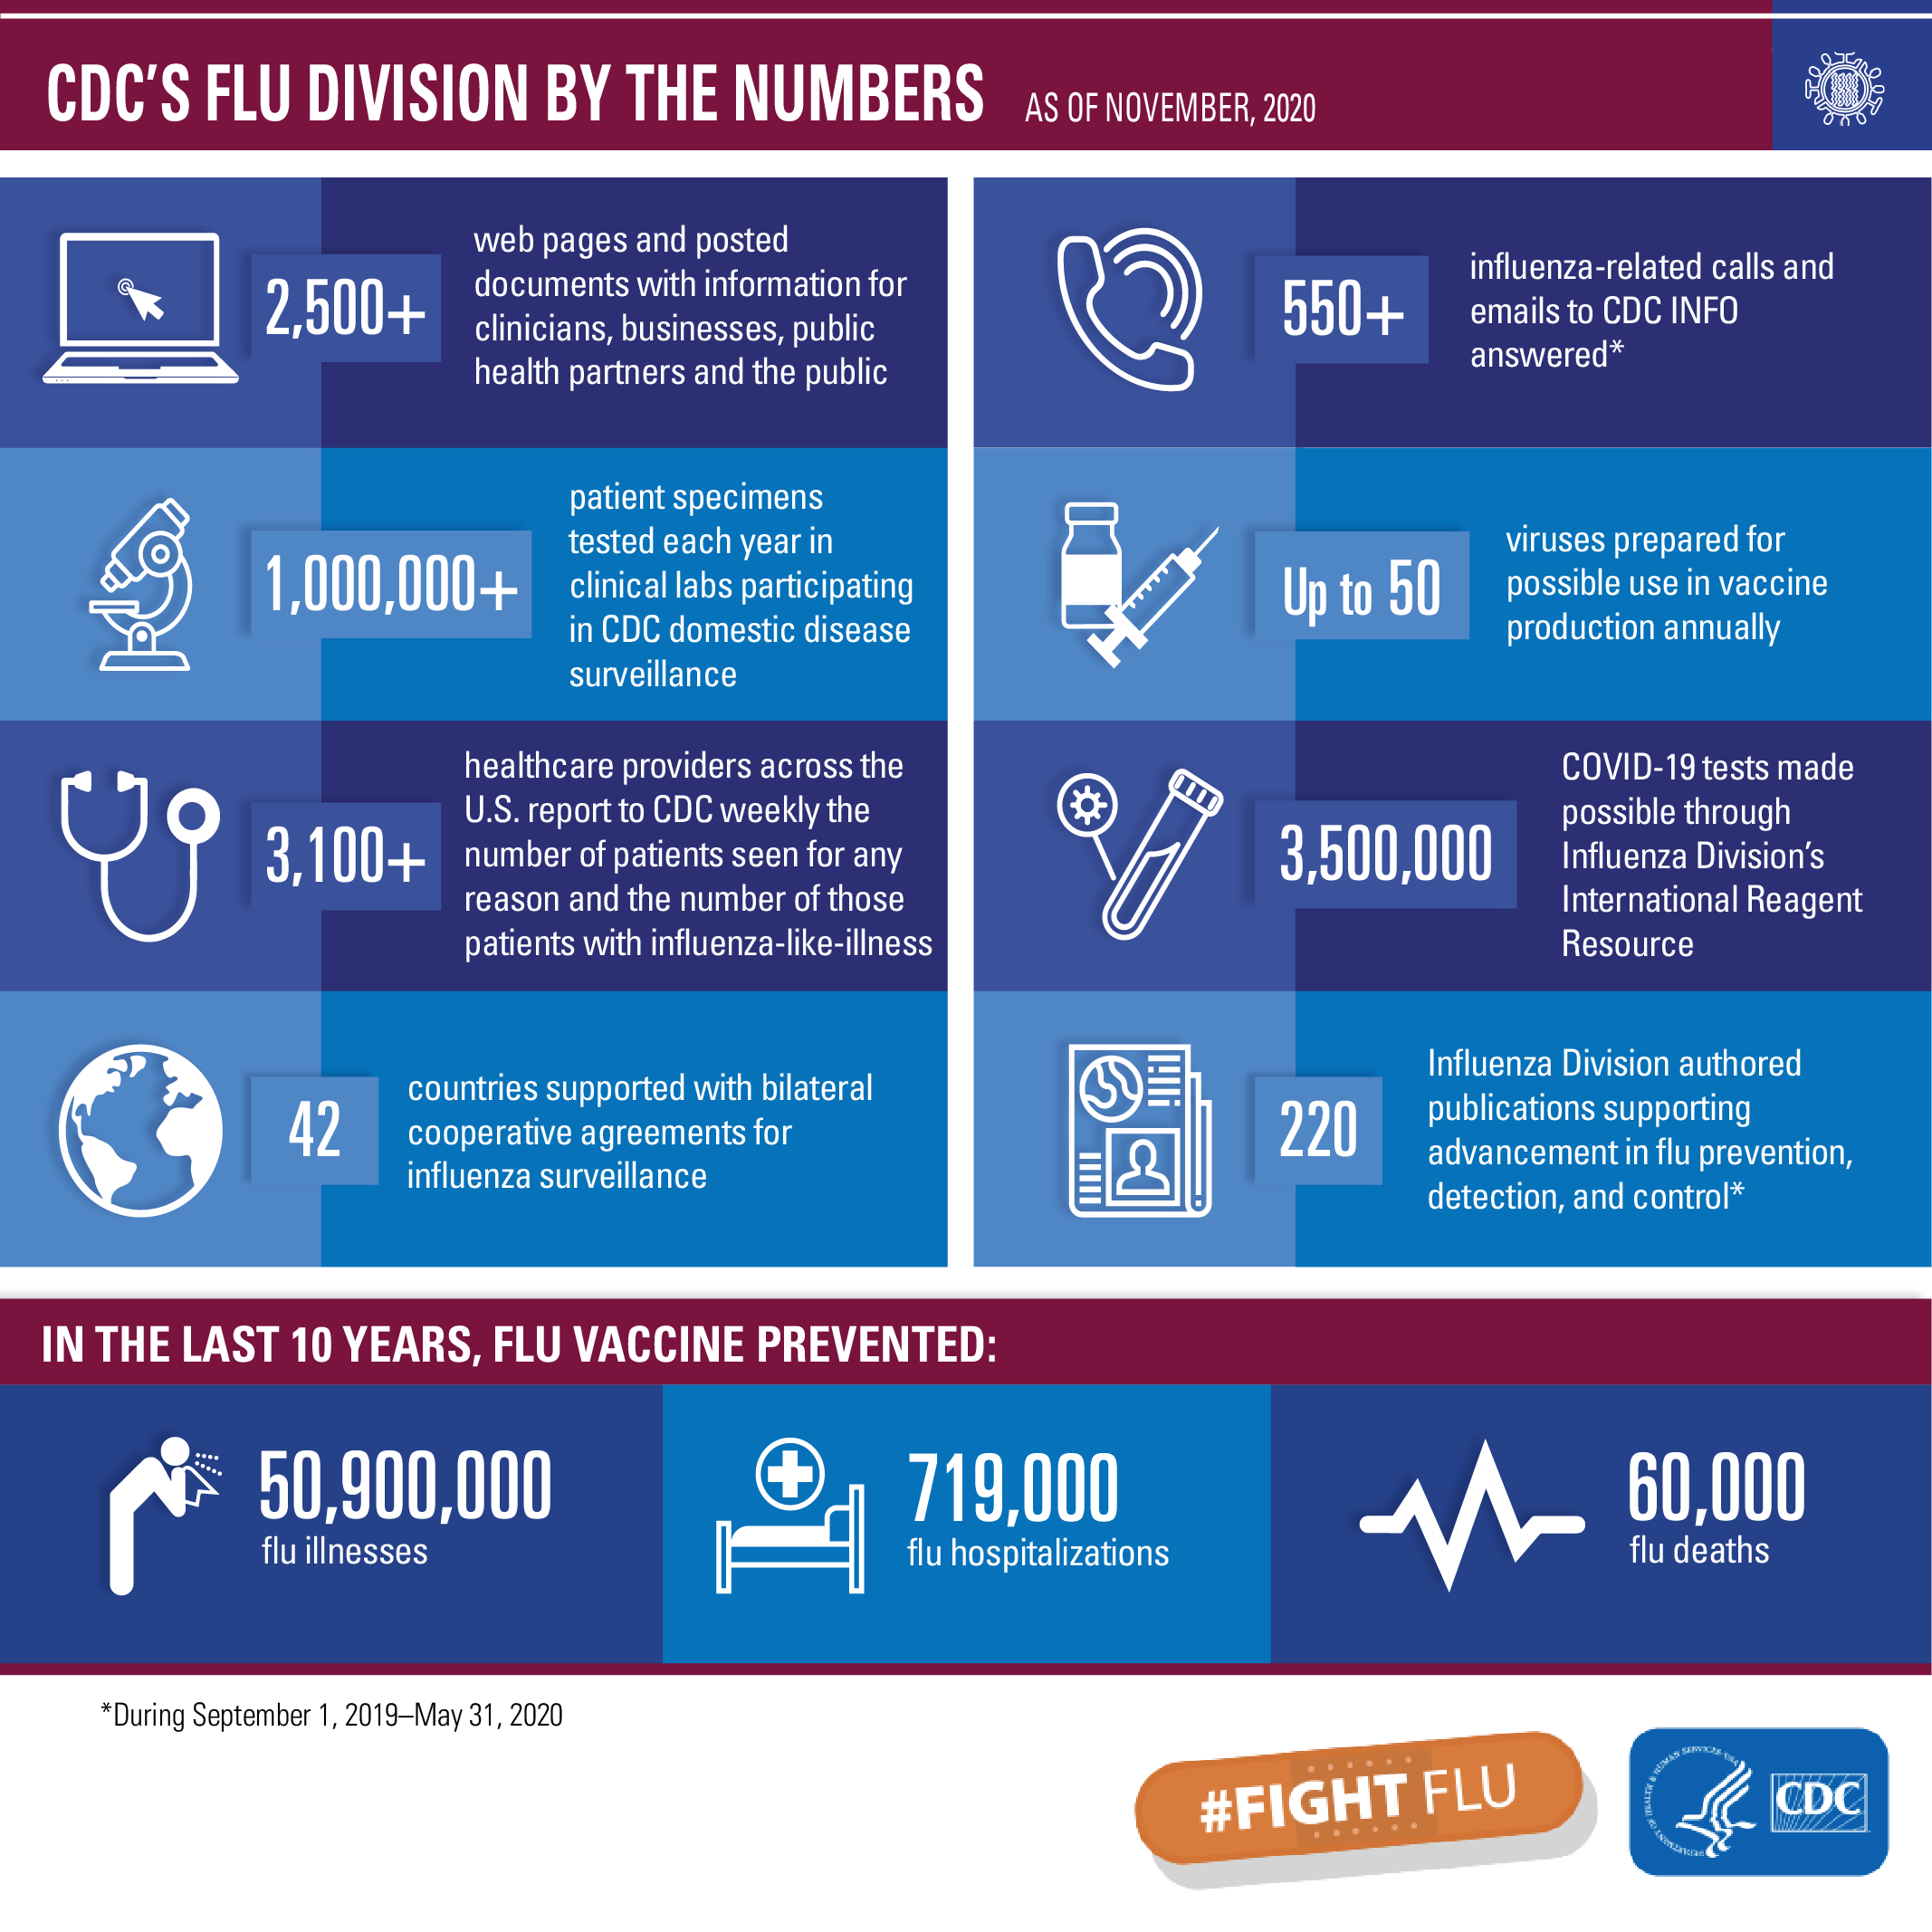 CDC'S FLU DIVISION BY THE NUMBERS AS OF NOVEMBER, 2020
2,500+
web pages and posted
documents with information for
clinicians, businesses, public
health partners and the public
1,000,000+
patient specimens
tested each year in
clinical labs participating
in CDC domestic disease
surveillance
3,100+
healthcare providers across the
U.S. report to CDC weekly the
number of patients seen for any
reason and the number of those
patients with influenza-like-illness
42
countries supported with bilateral
cooperative agreements for
influenza surveillance
550+
influenza-related calls and
emails to CDC INFO
answered*
Up to 50
viruses prepared for
possible use in vaccine
production annually
3,500,000
COVID-19 tests made
possible through
Influenza Division's
International Reagent
Resource
220
Influenza Division authored
publications supporting
advancement in flu prevention,
detection, and control*
IN THE LAST 10 YEARS, FLU VACCINE PREVENTED:
50,900,000
flu illnesses
719,000
flu hospitalizations
60,000
flu deaths
*During September 1, 2019–May 31, 2020
#FIGHT FLU
DEPARTMENT OF HEALTH & HUMAN SERVICES·USA
CDC